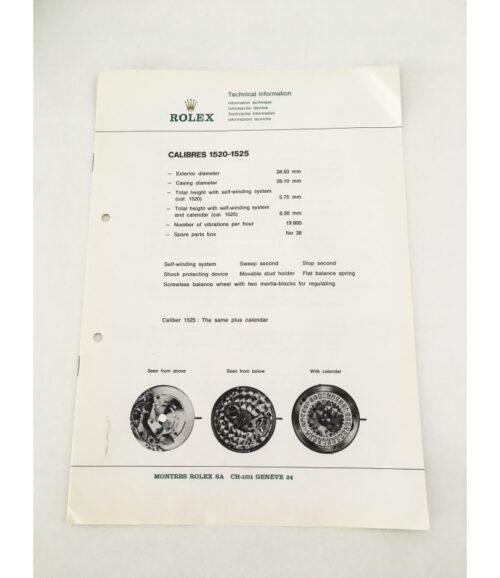 ROLEX
Technical information
Information technique
Información técnica
Technische Information
Informazioni tecniche
CALIBRES 1520-1525
— Exterior diameter 28.50 mm
— Casing diameter 28.10 mm
— Total height with self-winding system
(cal. 1520) 5.75 mm
— Total height with self-winding system
and calendar (cal. 1525) 6.30 mm
— Number of vibrations per hour 19 800
— Spare parts box No 38
Self-winding system Sweep second Stop second
Shock protecting device Movable stud holder Flat balance spring
Screwless balance wheel with two inertia-blocks for regulating
Caliber 1525 : The same plus calendar
Seen from above Seen from below With calendar
MONTRES ROLEX SA CH-1211 GENÈVE 24